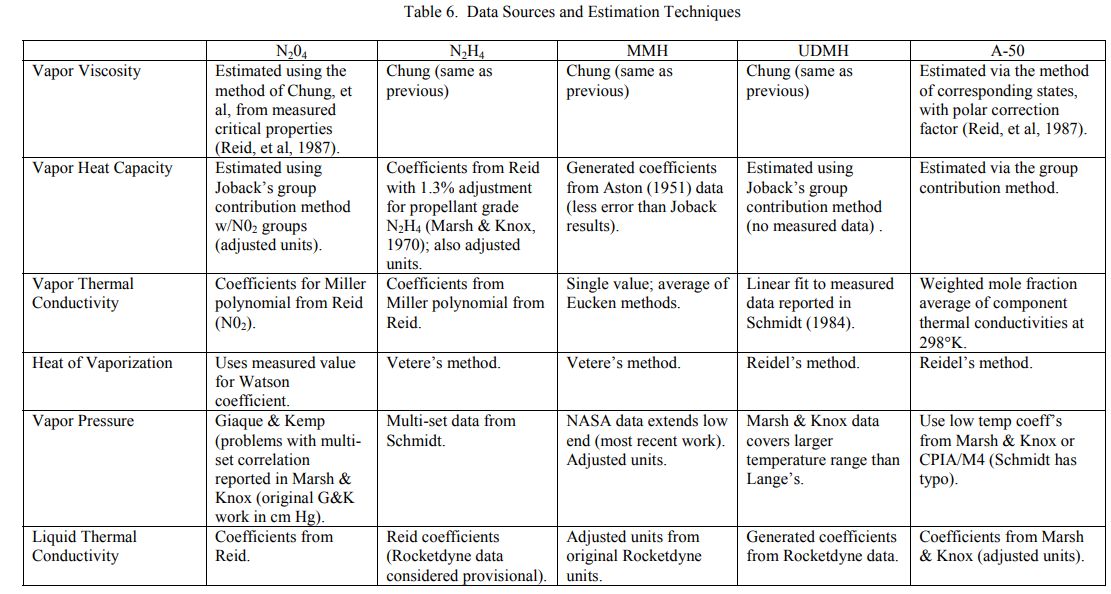 Table 6. Data Sources and Estimation Techniques
N₂0₄
N₂H₄
MMH
UDMH
A-50
Vapor Viscosity
Estimated using the
method of Chung, et
al, from measured
critical properties
(Reid, et al, 1987).
Chung (same as
previous)
Chung (same as
previous)
Chung (same as
previous)
Estimated via the method
of corresponding states,
with polar correction
factor (Reid, et al, 1987).
Vapor Heat Capacity
Estimated using
Joback's group
contribution method
w/N0₂ groups
(adjusted units).
Coefficients from Reid
with 1.3% adjustment
for propellant grade
N₂H₄ (Marsh & Knox,
1970); also adjusted
units.
Generated coefficients
from Aston (1951) data
(less error than Joback
results).
Estimated using
Joback's group
contribution method
(no measured data) .
Estimated via the group
contribution method.
Vapor Thermal
Conductivity
Coefficients for Miller
polynomial from Reid
(N0₂).
Coefficients from
Miller polynomial from
Reid.
Single value; average of
Eucken methods.
Linear fit to measured
data reported in
Schmidt (1984).
Weighted mole fraction
average of component
thermal conductivities at
298°K.
Heat of Vaporization
Uses measured value
for Watson
coefficient.
Vetere's method.
Vetere's method.
Reidel's method.
Reidel's method.
Vapor Pressure
Giaque & Kemp
(problems with multi-
set correlation
reported in Marsh &
Knox (original G&K
work in cm Hg).
Multi-set data from
Schmidt.
NASA data extends low
end (most recent work).
Adjusted units.
Marsh & Knox data
covers larger
temperature range than
Lange's.
Use low temp coeff's
from Marsh & Knox or
CPIA/M4 (Schmidt has
typo).
Liquid Thermal
Conductivity
Coefficients from
Reid.
Reid coefficients
(Rocketdyne data
considered provisional).
Adjusted units from
original Rocketdyne
units.
Generated coefficients
from Rocketdyne data.
Coefficients from Marsh
& Knox (adjusted units).